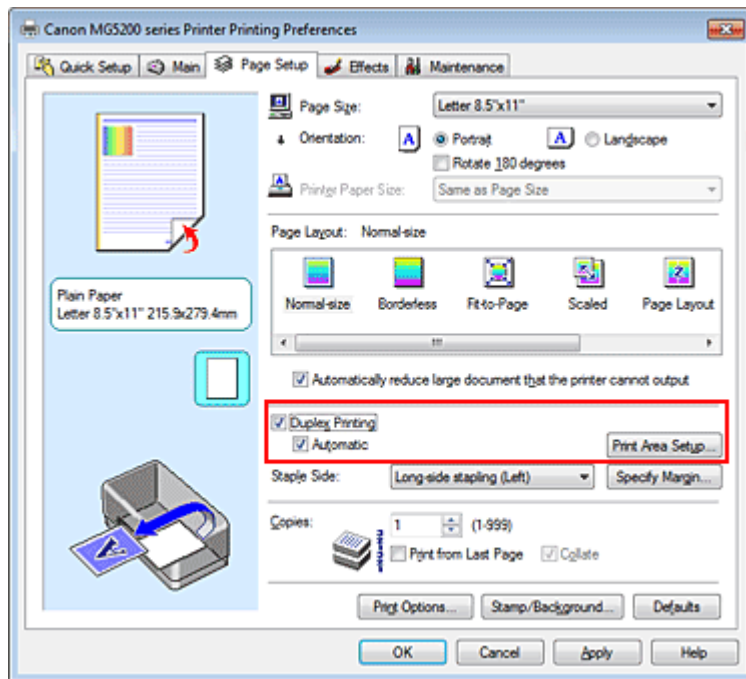 Canon MG5200 series Printer Printing Preferences
Quick Setup Main Page Setup Effects Maintenance
Page Size: Letter 8.5"x11"
Orientation: A Portrait A Landscape
Rotate 180 degrees
Printer Paper Size: Same as Page Size
Page Layout: Normal-size
Normal-size Borderless Fit-to-Page Scaled Page Layout
Plain Paper
Letter 8.5"x11" 215.9x279.4mm
Automatically reduce large document that the printer cannot output
Duplex Printing
Automatic Print Area Setup...
Staple Side: Long-side stapling (Left) Specify Margin...
Copies: 1 (1-999)
Print from Last Page Collate
Print Options... Stamp/Background... Defaults
OK Cancel Apply Help